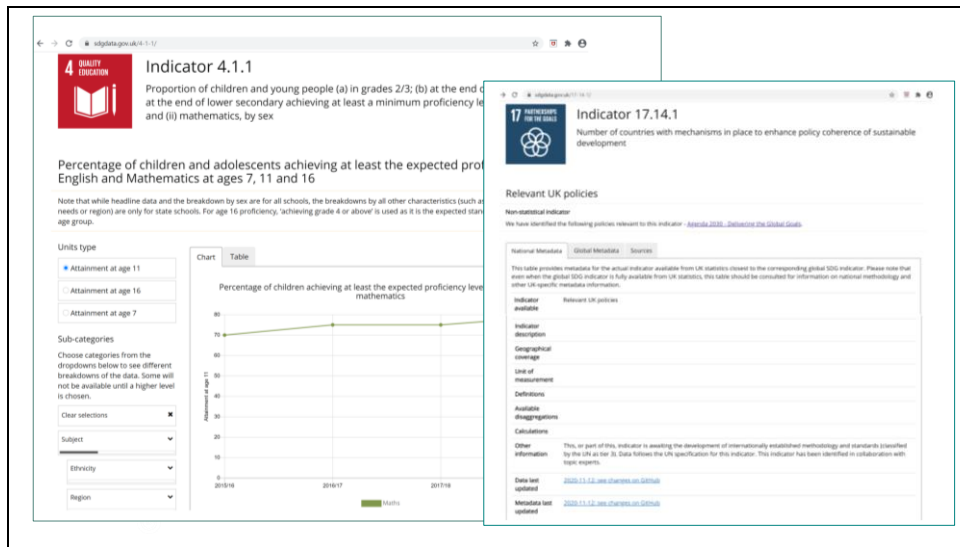 sdgdata.gov.uk/4-1-1/
4 QUALITY
EDUCATION
Indicator 4.1.1
Proportion of children and young people (a) in grades 2/3; (b) at the end o
at the end of lower secondary achieving at least a minimum proficiency le
and (ii) mathematics, by sex
Percentage of children and adolescents achieving at least the expected prof
English and Mathematics at ages 7, 11 and 16
Note that while headline data and the breakdown by sex are for all schools, the breakdowns by all other characteristics (such as
needs or region) are only for state schools. For age 16 proficiency, 'achieving grade 4 or above' is used as it is the expected stan
age group.
Units type
Attainment at age 11
Attainment at age 16
Attainment at age 7
Sub-categories
Choose categories from the
dropdowns below to see different
breakdowns of the data. Some will
not be available until a higher level
is chosen.
Clear selections
Subject
Ethnicity
Region
Chart Table
Percentage of children achieving at least the expected proficiency leve
mathematics
Attainment at age 11
80
70
60
50
40
30
20
10
0
2015/16 2016/17 2017/18
Maths
sdgdata.gov.uk/17-14-1/
17 PARTNERSHIPS
FOR THE GOALS
Indicator 17.14.1
Number of countries with mechanisms in place to enhance policy coherence of sustainable
development
Relevant UK policies
Non-statistical indicator
We have identified the following policies relevant to this indicator - Agenda 2030 - Delivering the Global Goals.
National Metadata Global Metadata Sources
This table provides metadata for the actual indicator available from UK statistics closest to the corresponding global SDG indicator. Please note that
even when the global SDG indicator is fully available from UK statistics, this table should be consulted for information on national methodology and
other UK-specific metadata information.
Indicator Relevant UK policies
available
Indicator
description
Geographical
coverage
Unit of
measurement
Definitions
Available
disaggregations
Calculations
Other This, or part of this, indicator is awaiting the development of internationally established methodology and standards (classified
information by the UN as tier 3). Data follows the UN specification for this indicator. This indicator has been identified in collaboration with
topic experts.
Data last 2020-11-12: see changes on GitHub
updated
Metadata last 2020-11-12: see changes on GitHub
updated